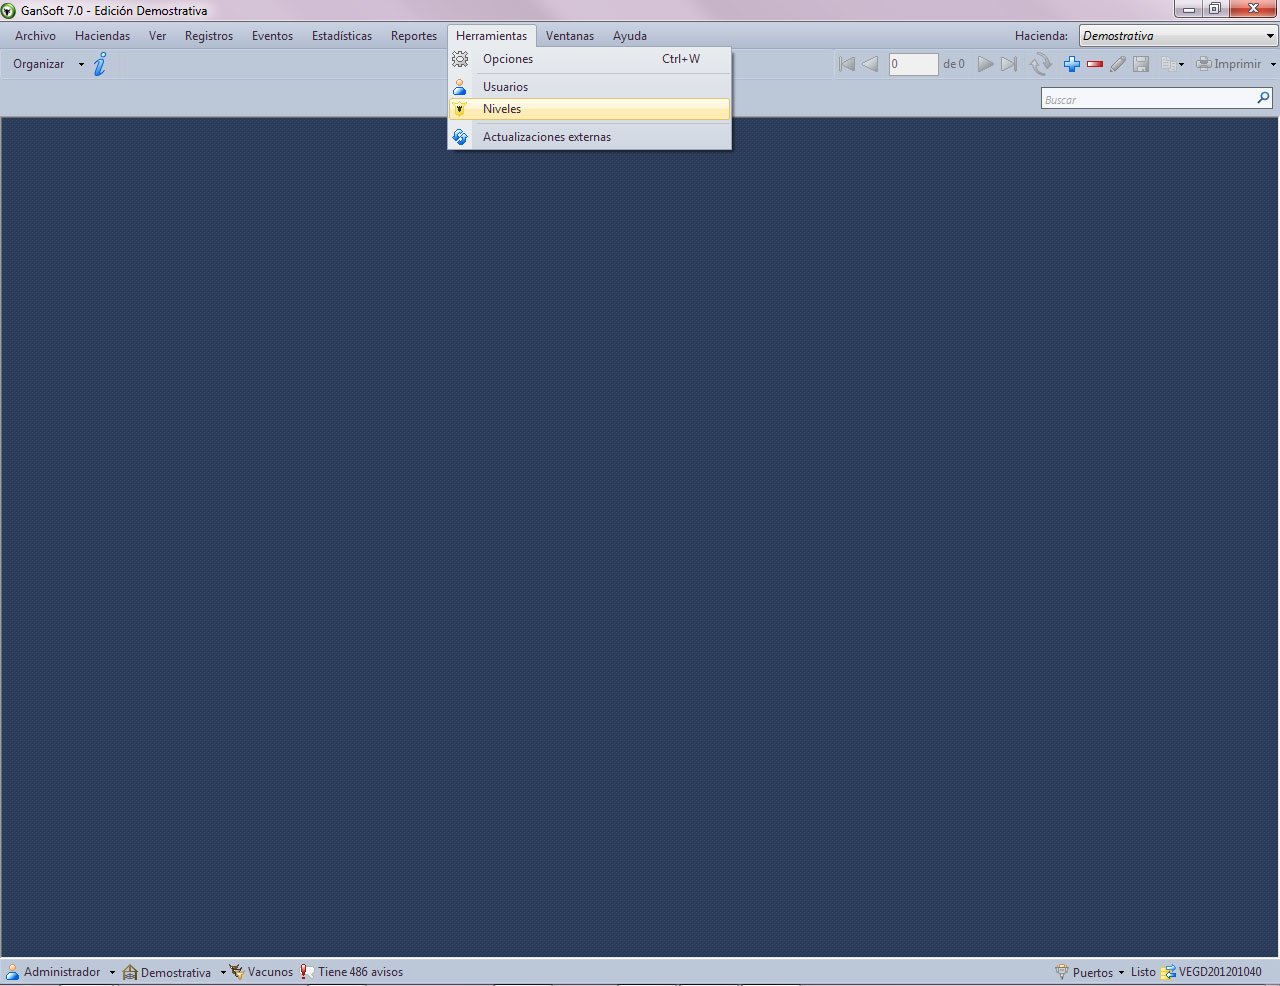 GanSoft 7.0 - Edición Demostrativa
Archivo Haciendas Ver Registros Eventos Estadísticas Reportes Herramientas Ventanas Ayuda Hacienda: Demostrativa
Organizar 0 de 0 Imprimir
Opciones Ctrl+W
Usuarios
Niveles
Actualizaciones externas
Buscar
Administrador Demostrativa Vacunos Tiene 486 avisos Puertos Listo VEGD201201040